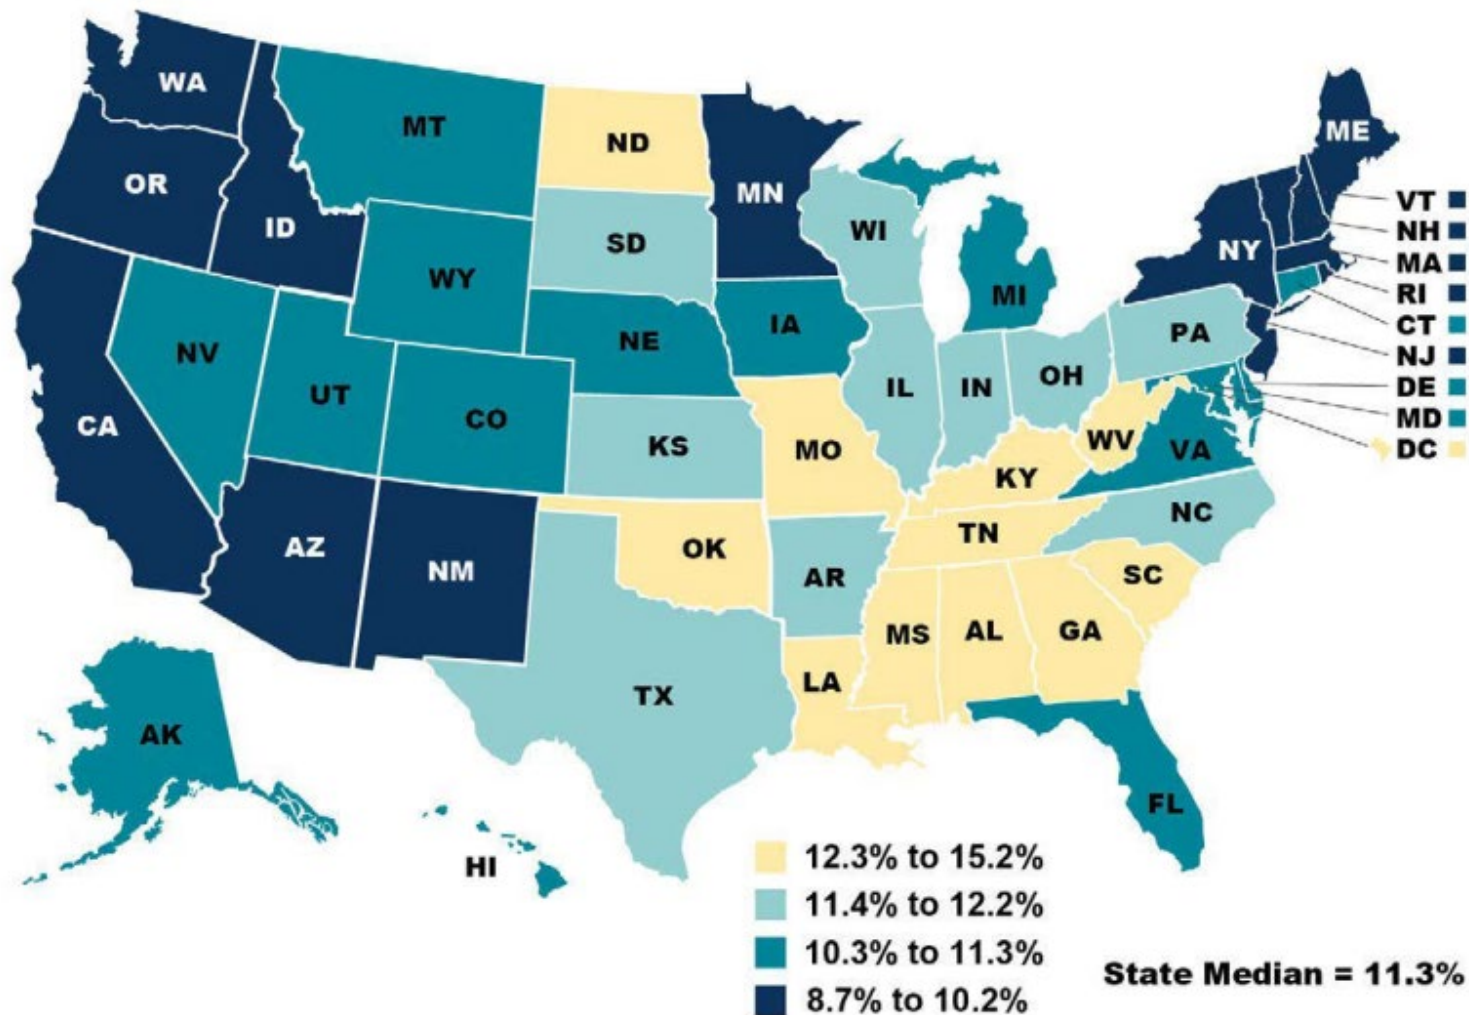 WA
MT
ND
MN
ME
OR
ID
SD
WI
NY
VT
NH
MA
RI
CT
NJ
DE
MD
DC
WY
MI
NV
UT
CO
NE
IA
PA
IL
IN
OH
CA
KS
MO
WV
VA
KY
NC
AZ
NM
OK
TN
AR
SC
MS
AL
GA
TX
LA
AK
FL
HI
12.3% to 15.2%
11.4% to 12.2%
10.3% to 11.3%
8.7% to 10.2%
State Median = 11.3%